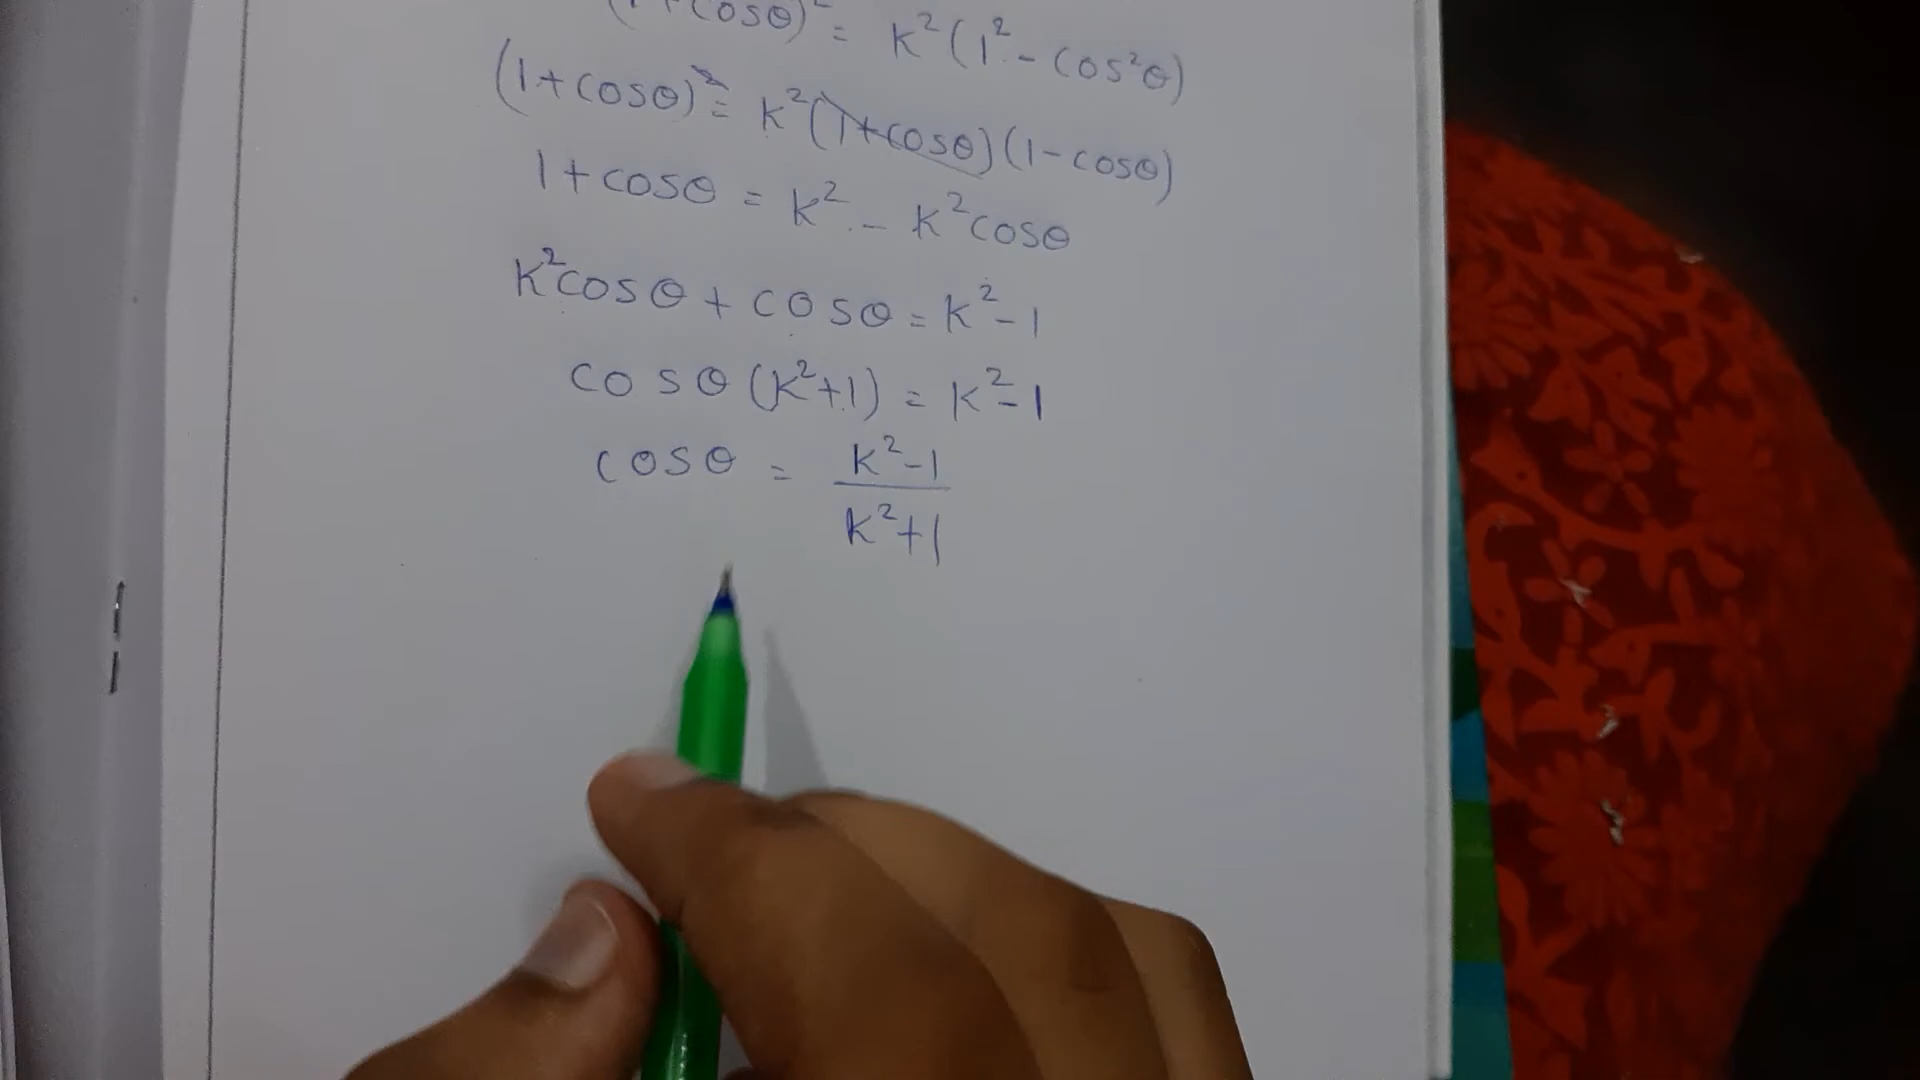 (1+cosθ)² = k²(1² - cos²θ)
(1+cosθ)² = k²(1+cosθ)(1-cosθ)
1+cosθ = k² - k²cosθ
k²cosθ + cosθ = k²-1
cosθ (k²+1) = k²-1
cosθ = k²-1 / k²+1